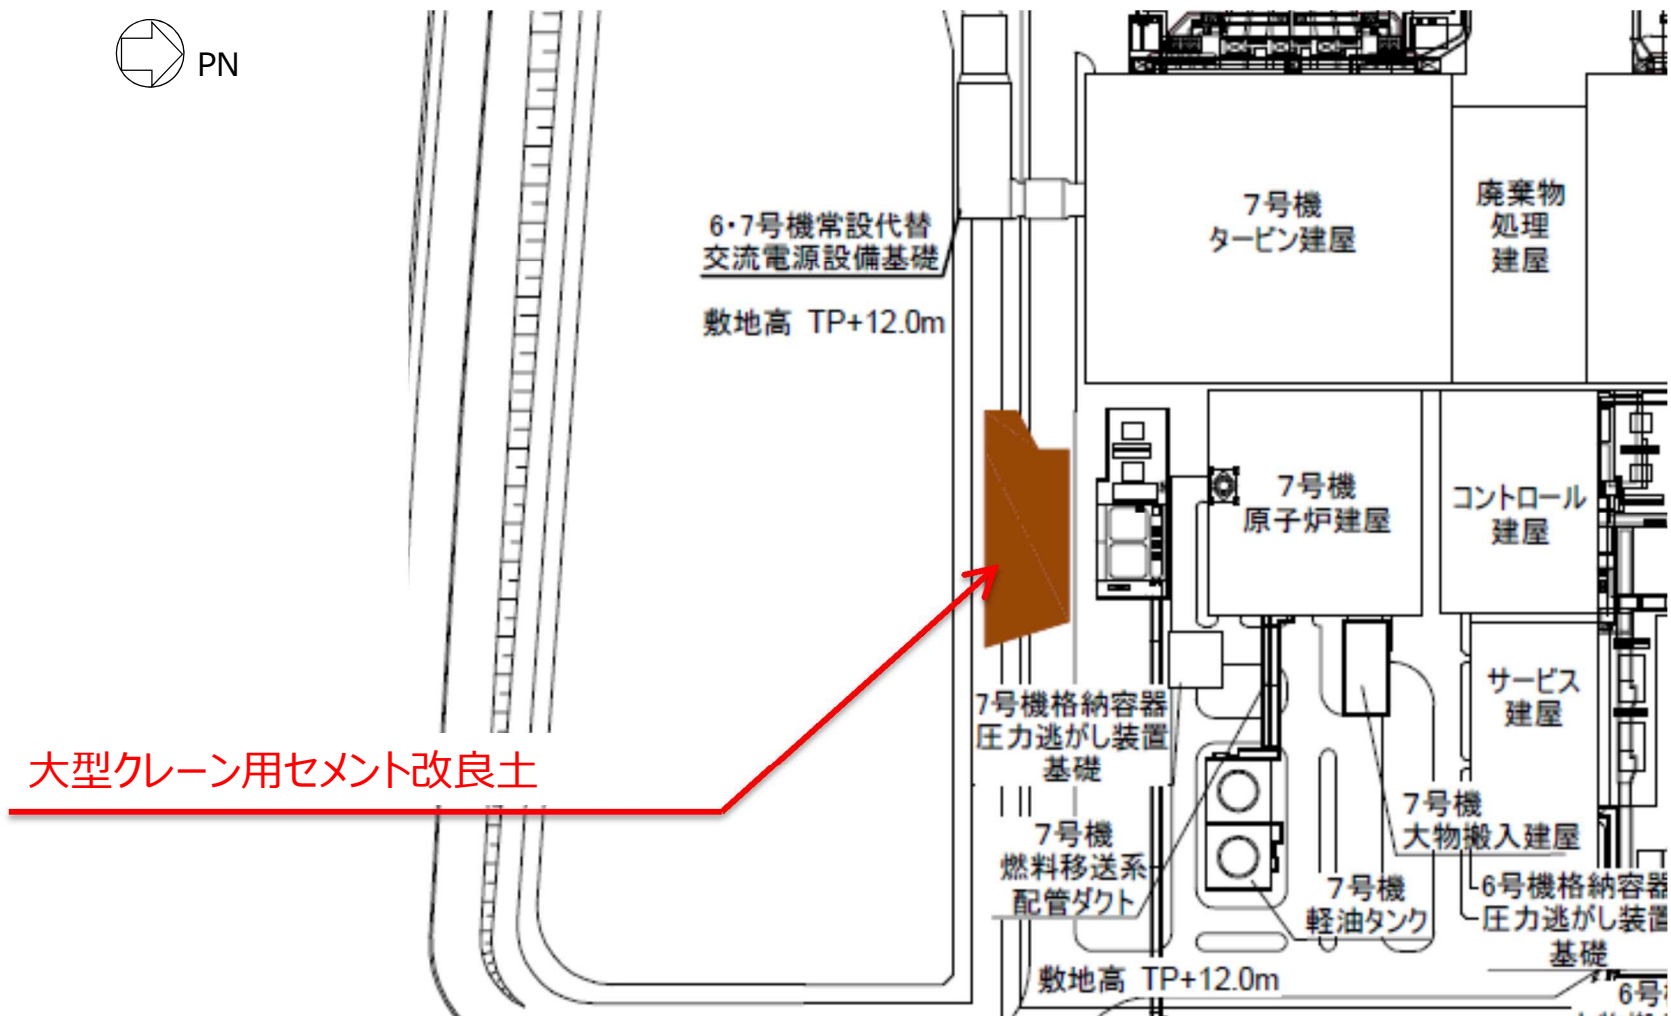 PN
6・7号機常設代替
交流電源設備基礎
敷地高 TP+12.0m
7号機
タービン建屋
廃棄物
処理
建屋
7号機
原子炉建屋
コントロール
建屋
サービス
建屋
大型クレーン用セメント改良土
7号機格納容器
圧力逃がし装置
基礎
7号機
燃料移送系
配管ダクト
7号機
大物搬入建屋
7号機
軽油タンク
6号機格納容器
圧力逃がし装置
基礎
敷地高 TP+12.0m
6号